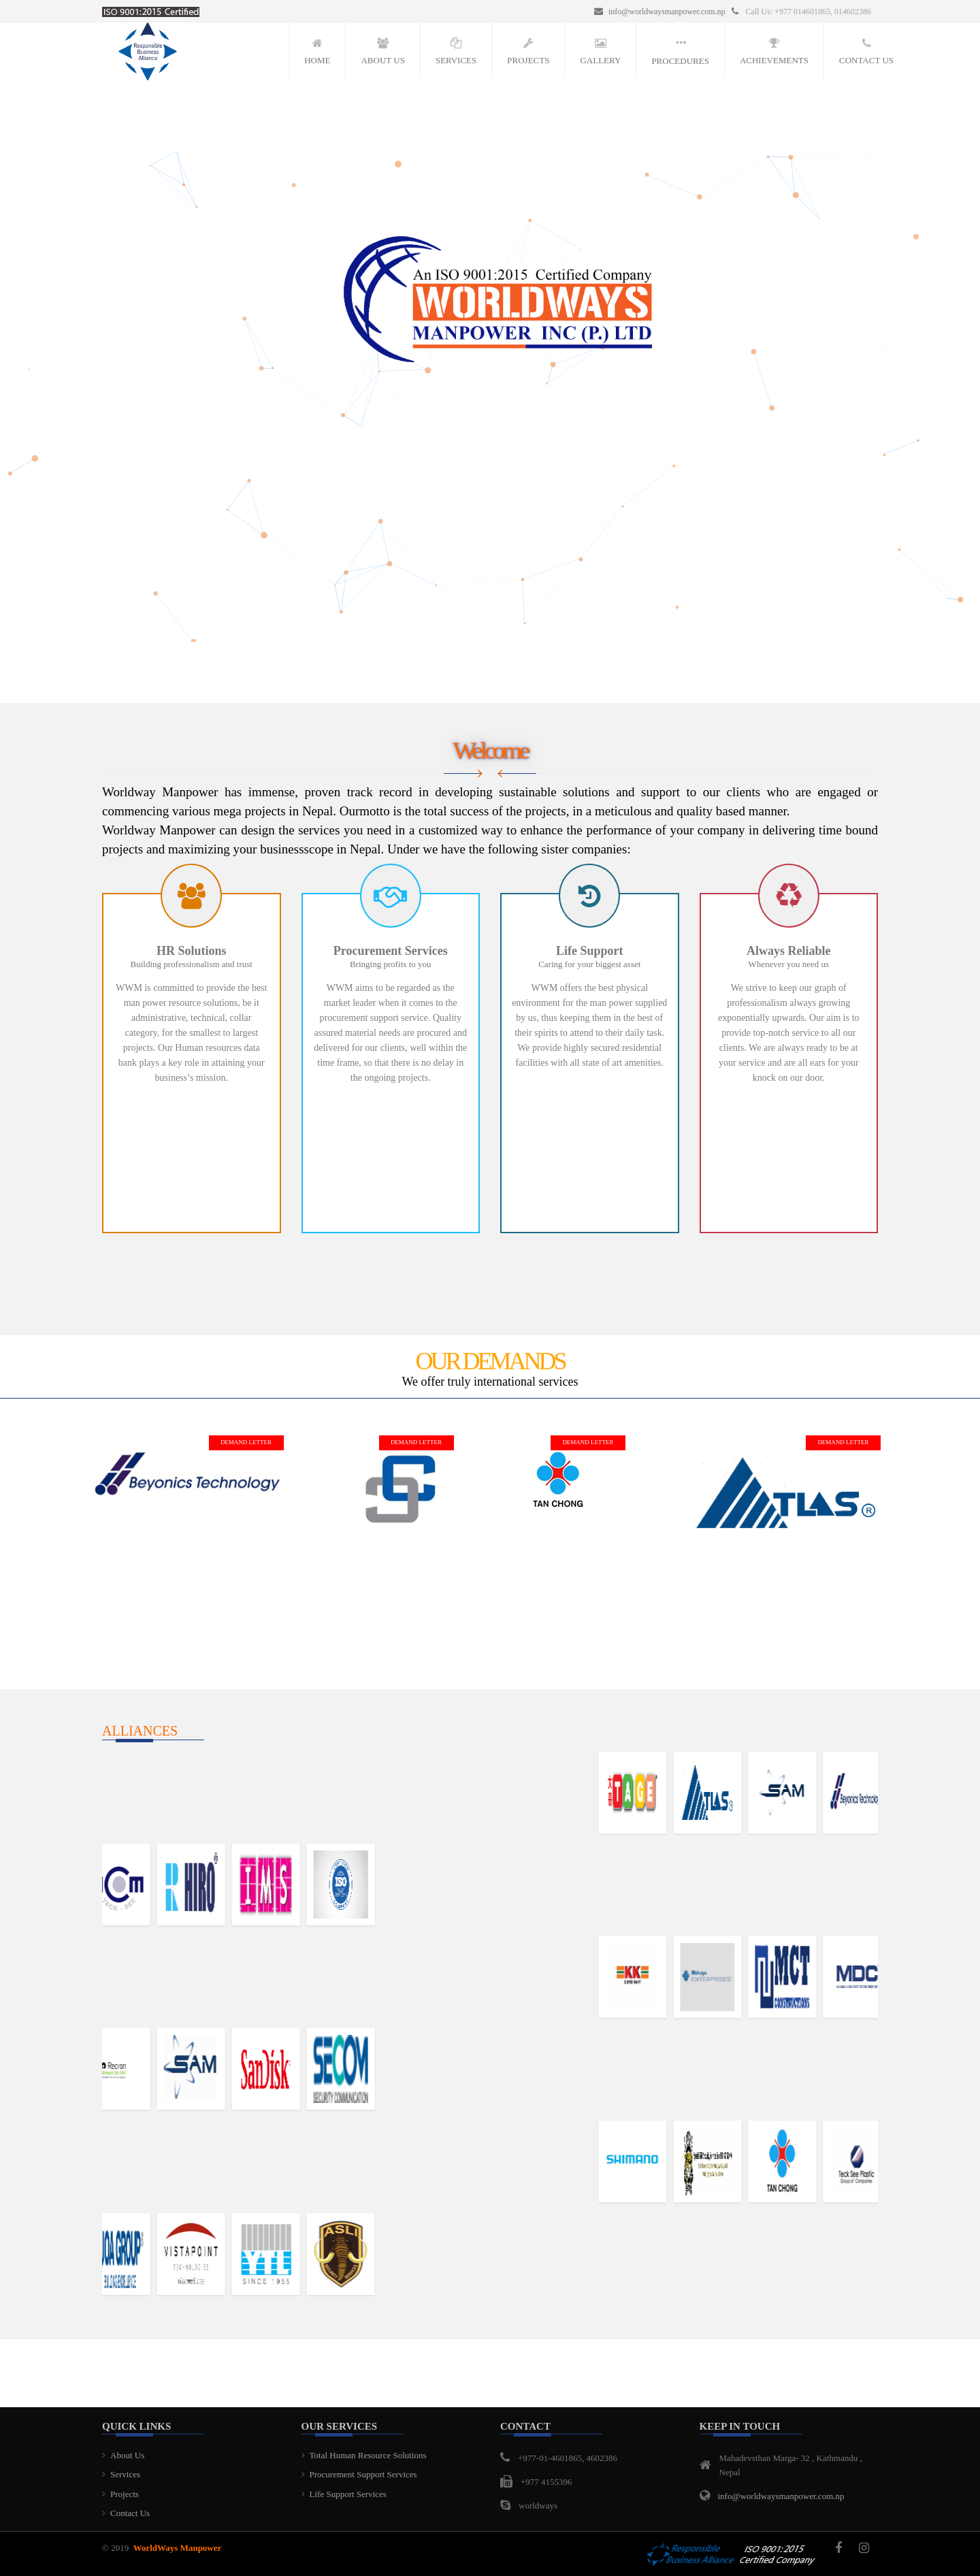 ISO 9001:2015 Certified
info@worldwaysmanpower.com.np Call Us: +977 014601865, 014602386
Responsible
Business
Alliance
HOME ABOUT US SERVICES PROJECTS GALLERY PROCEDURES ACHIEVEMENTS CONTACT US
An ISO 9001:2015 Certified Company
WORLDWAYS
MANPOWER INC (P.) LTD
Welcome
Worldway Manpower has immense, proven track record in developing sustainable solutions and support to our clients who are engaged or
commencing various mega projects in Nepal. Ourmotto is the total success of the projects, in a meticulous and quality based manner.
Worldway Manpower can design the services you need in a customized way to enhance the performance of your company in delivering time bound
projects and maximizing your businessscope in Nepal. Under we have the following sister companies:
HR Solutions
Building professionalism and trust
WWM is committed to provide the best
man power resource solutions, be it
administrative, technical, collar
category, for the smallest to largest
projects. Our Human resources data
bank plays a key role in attaining your
business’s mission.
Procurement Services
Bringing profits to you
WWM aims to be regarded as the
market leader when it comes to the
procurement support service. Quality
assured material needs are procured and
delivered for our clients, well within the
time frame, so that there is no delay in
the ongoing projects.
Life Support
Caring for your biggest asset
WWM offers the best physical
environment for the man power supplied
by us, thus keeping them in the best of
their spirits to attend to their daily task.
We provide highly secured residential
facilities with all state of art amenities.
Always Reliable
Whenever you need us
We strive to keep our graph of
professionalism always growing
exponentially upwards. Our aim is to
provide top-notch service to all our
clients. We are always ready to be at
your service and are all ears for your
knock on our door.
OUR DEMANDS
We offer truly international services
DEMAND LETTER DEMAND LETTER DEMAND LETTER DEMAND LETTER
Beyonics Technology
TAN CHONG
ATLAS ®
ALLIANCES
TAGE ATLAS SAM Beyonics Technolo
CM
TECK - SEE
HIRO
IMS
ISO
KK
SUPER MART
ENTERPRISES
MCT
CONSTRUCTIONS
MDC
Recron
SAM
SanDisk
SECOM
SECURITY COMMUNICATION
SHIMANO
TAN CHONG
Teck See Plastic
Group of Companies
UOA GROUP
VISTAPOINT
YTL
SINCE 1955
ASLI
QUICK LINKS
About Us
Services
Projects
Contact Us
OUR SERVICES
Total Human Resource Solutions
Procurement Support Services
Life Support Services
CONTACT
+977-01-4601865, 4602386
+977 4155396
worldways
KEEP IN TOUCH
Mahadevsthan Marga- 32 , Kathmandu ,
Nepal
info@worldwaysmanpower.com.np
© 2019 WorldWays Manpower
Responsible
Business Alliance
ISO 9001:2015
Certified Company